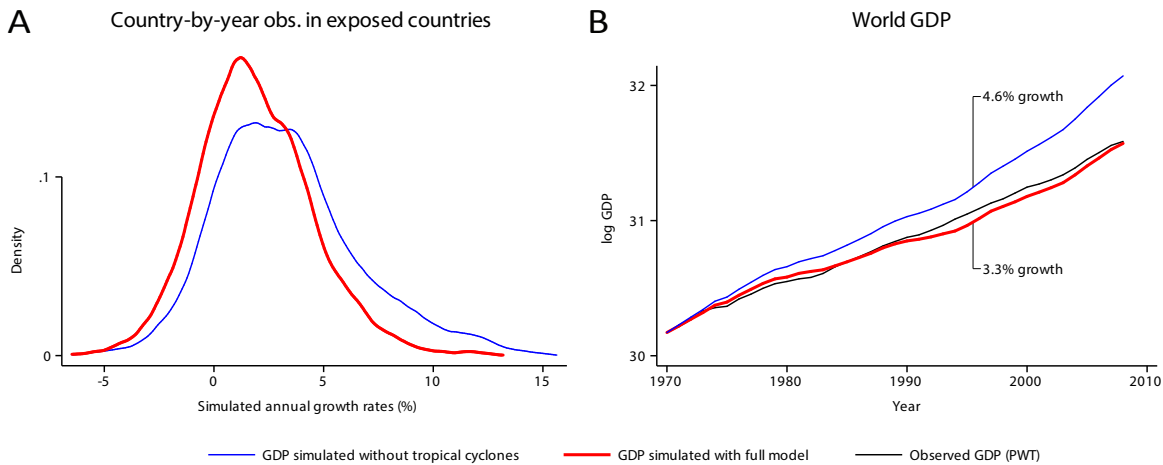 A
Country-by-year obs. in exposed countries
Density
.1
0
-5
0
5
10
15
Simulated annual growth rates (%)
B
World GDP
log GDP
32
31
30
4.6% growth
3.3% growth
1970
1980
1990
2000
2010
Year
GDP simulated without tropical cyclones
GDP simulated with full model
Observed GDP (PWT)